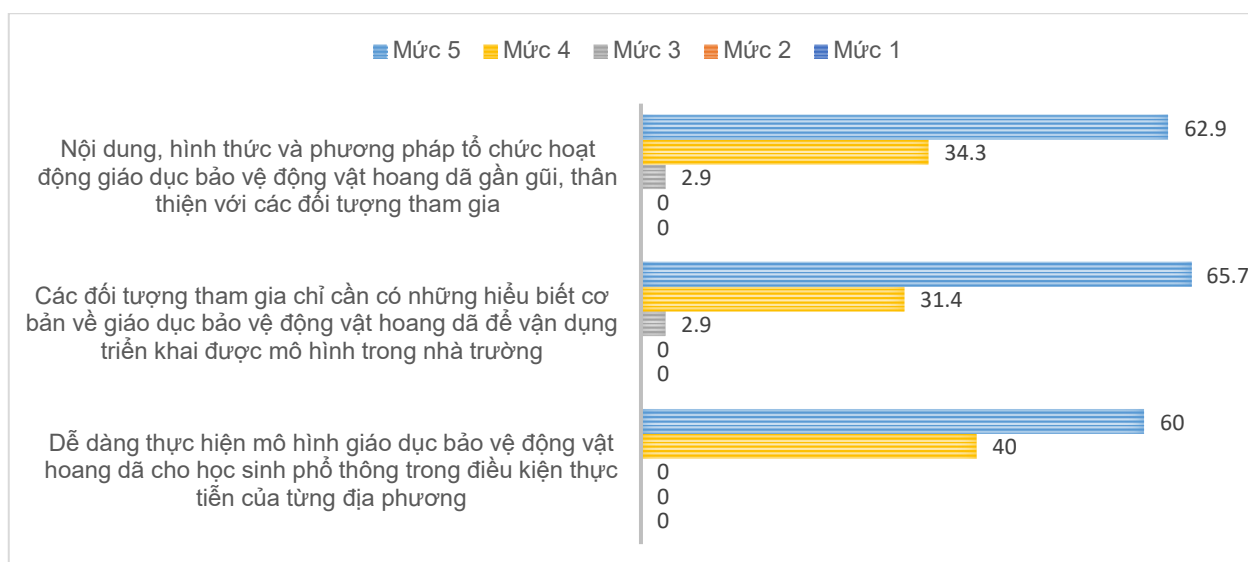 Mức 5 Mức 4 Mức 3 Mức 2 Mức 1
Nội dung, hình thức và phương pháp tổ chức hoạt
động giáo dục bảo vệ động vật hoang dã gần gũi, thân
thiện với các đối tượng tham gia
62.9
34.3
2.9
0
0
Các đối tượng tham gia chỉ cần có những hiểu biết cơ
bản về giáo dục bảo vệ động vật hoang dã để vận dụng
triển khai được mô hình trong nhà trường
65.7
31.4
2.9
0
0
Dễ dàng thực hiện mô hình giáo dục bảo vệ động vật
hoang dã cho học sinh phổ thông trong điều kiện thực
tiễn của từng địa phương
60
40
0
0
0